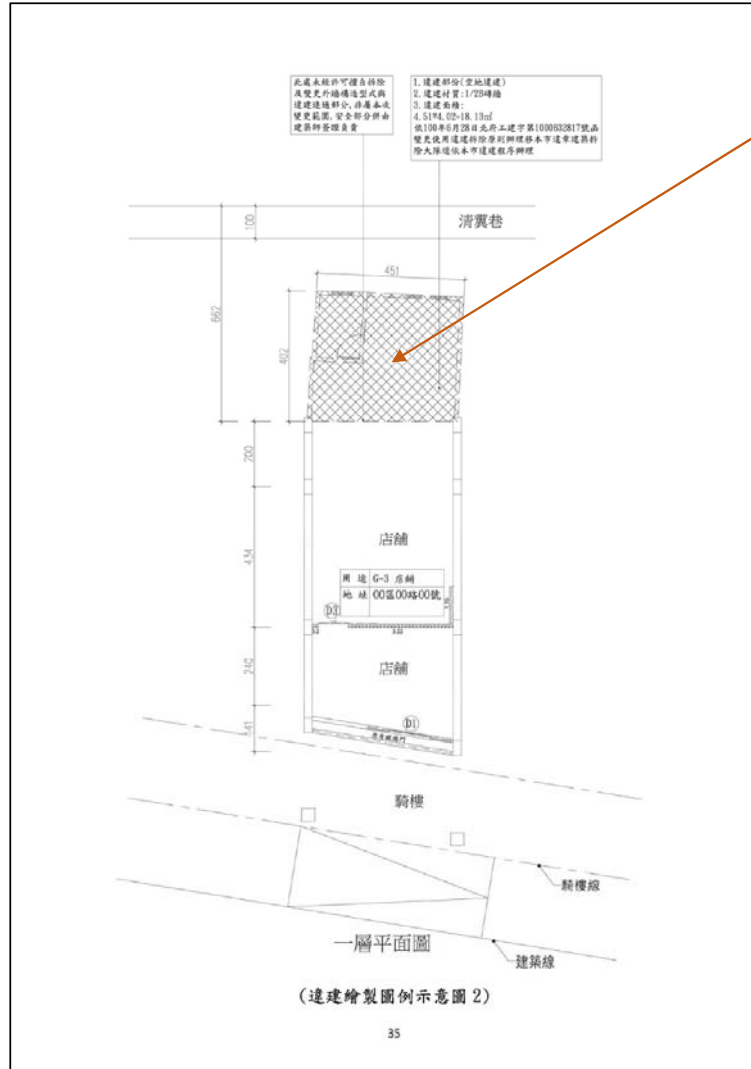 此處未經許可擅自拆除
及變更外牆構造型式與
違建連通部分,非屬本次
變更範圍,安全部分併由
建築師簽證負責
1.違建部份(空地違建)
2.違建材質:1/2B磚牆
3.違建面積:
4.51*4.02=18.13㎡
依100年6月28日北府工建字第1000632817號函
變更使用違建拆除原則辦理移本市違章建築拆
除大隊逕依本市違建程序辦理
清翼巷
100
662
451
402
200
434
店舖
用途 G-3 店舖
地址 00區00路00號
240
店舖
D1
141
騎樓
騎樓線
一層平面圖
建築線
(違建繪製圖例示意圖2)
35